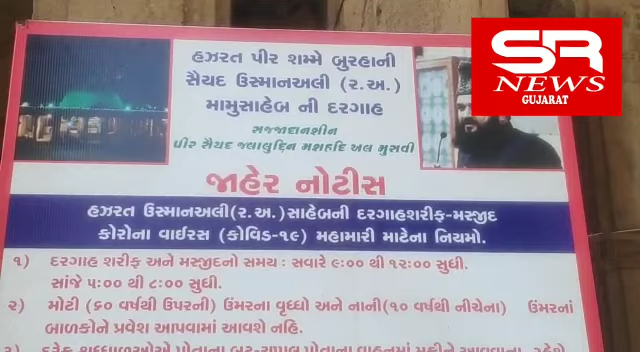 હઝરત પીર શમ્મે બુરહાની
સૈયદ ઉસ્માનઅલી (ર.અ.)
મામુસાહેબ ની દરગાહ
સજ્જાદાનશીન
પીર સૈયદ જલાલુદ્દિન મશહદિ અલ મુસવી
SR
NEWS
GUJARAT
જાહેર નોટીસ
હઝરત ઉસ્માનઅલી(ર.અ.)સાહેબની દરગાહશરીફ-મસ્જીદ
કોરોના વાઈરસ (કોવિડ-૧૯) મહામારી માટેના નિયમો.
૧) દરગાહ શરીફ અને મસ્જીદનો સમય : સવારે ૯:૦૦ થી ૧૨:૦૦ સુધી.
સાંજે ૫:૦૦ થી ૮:૦૦ સુધી.
૨) મોટી (૬૦ વર્ષથી ઉપરની) ઉંમરના વૃધ્ધો અને નાની(૧૦ વર્ષથી નીચેના) ઉંમરનાં
બાળકોને પ્રવેશ આપવામાં આવશે નહિ.